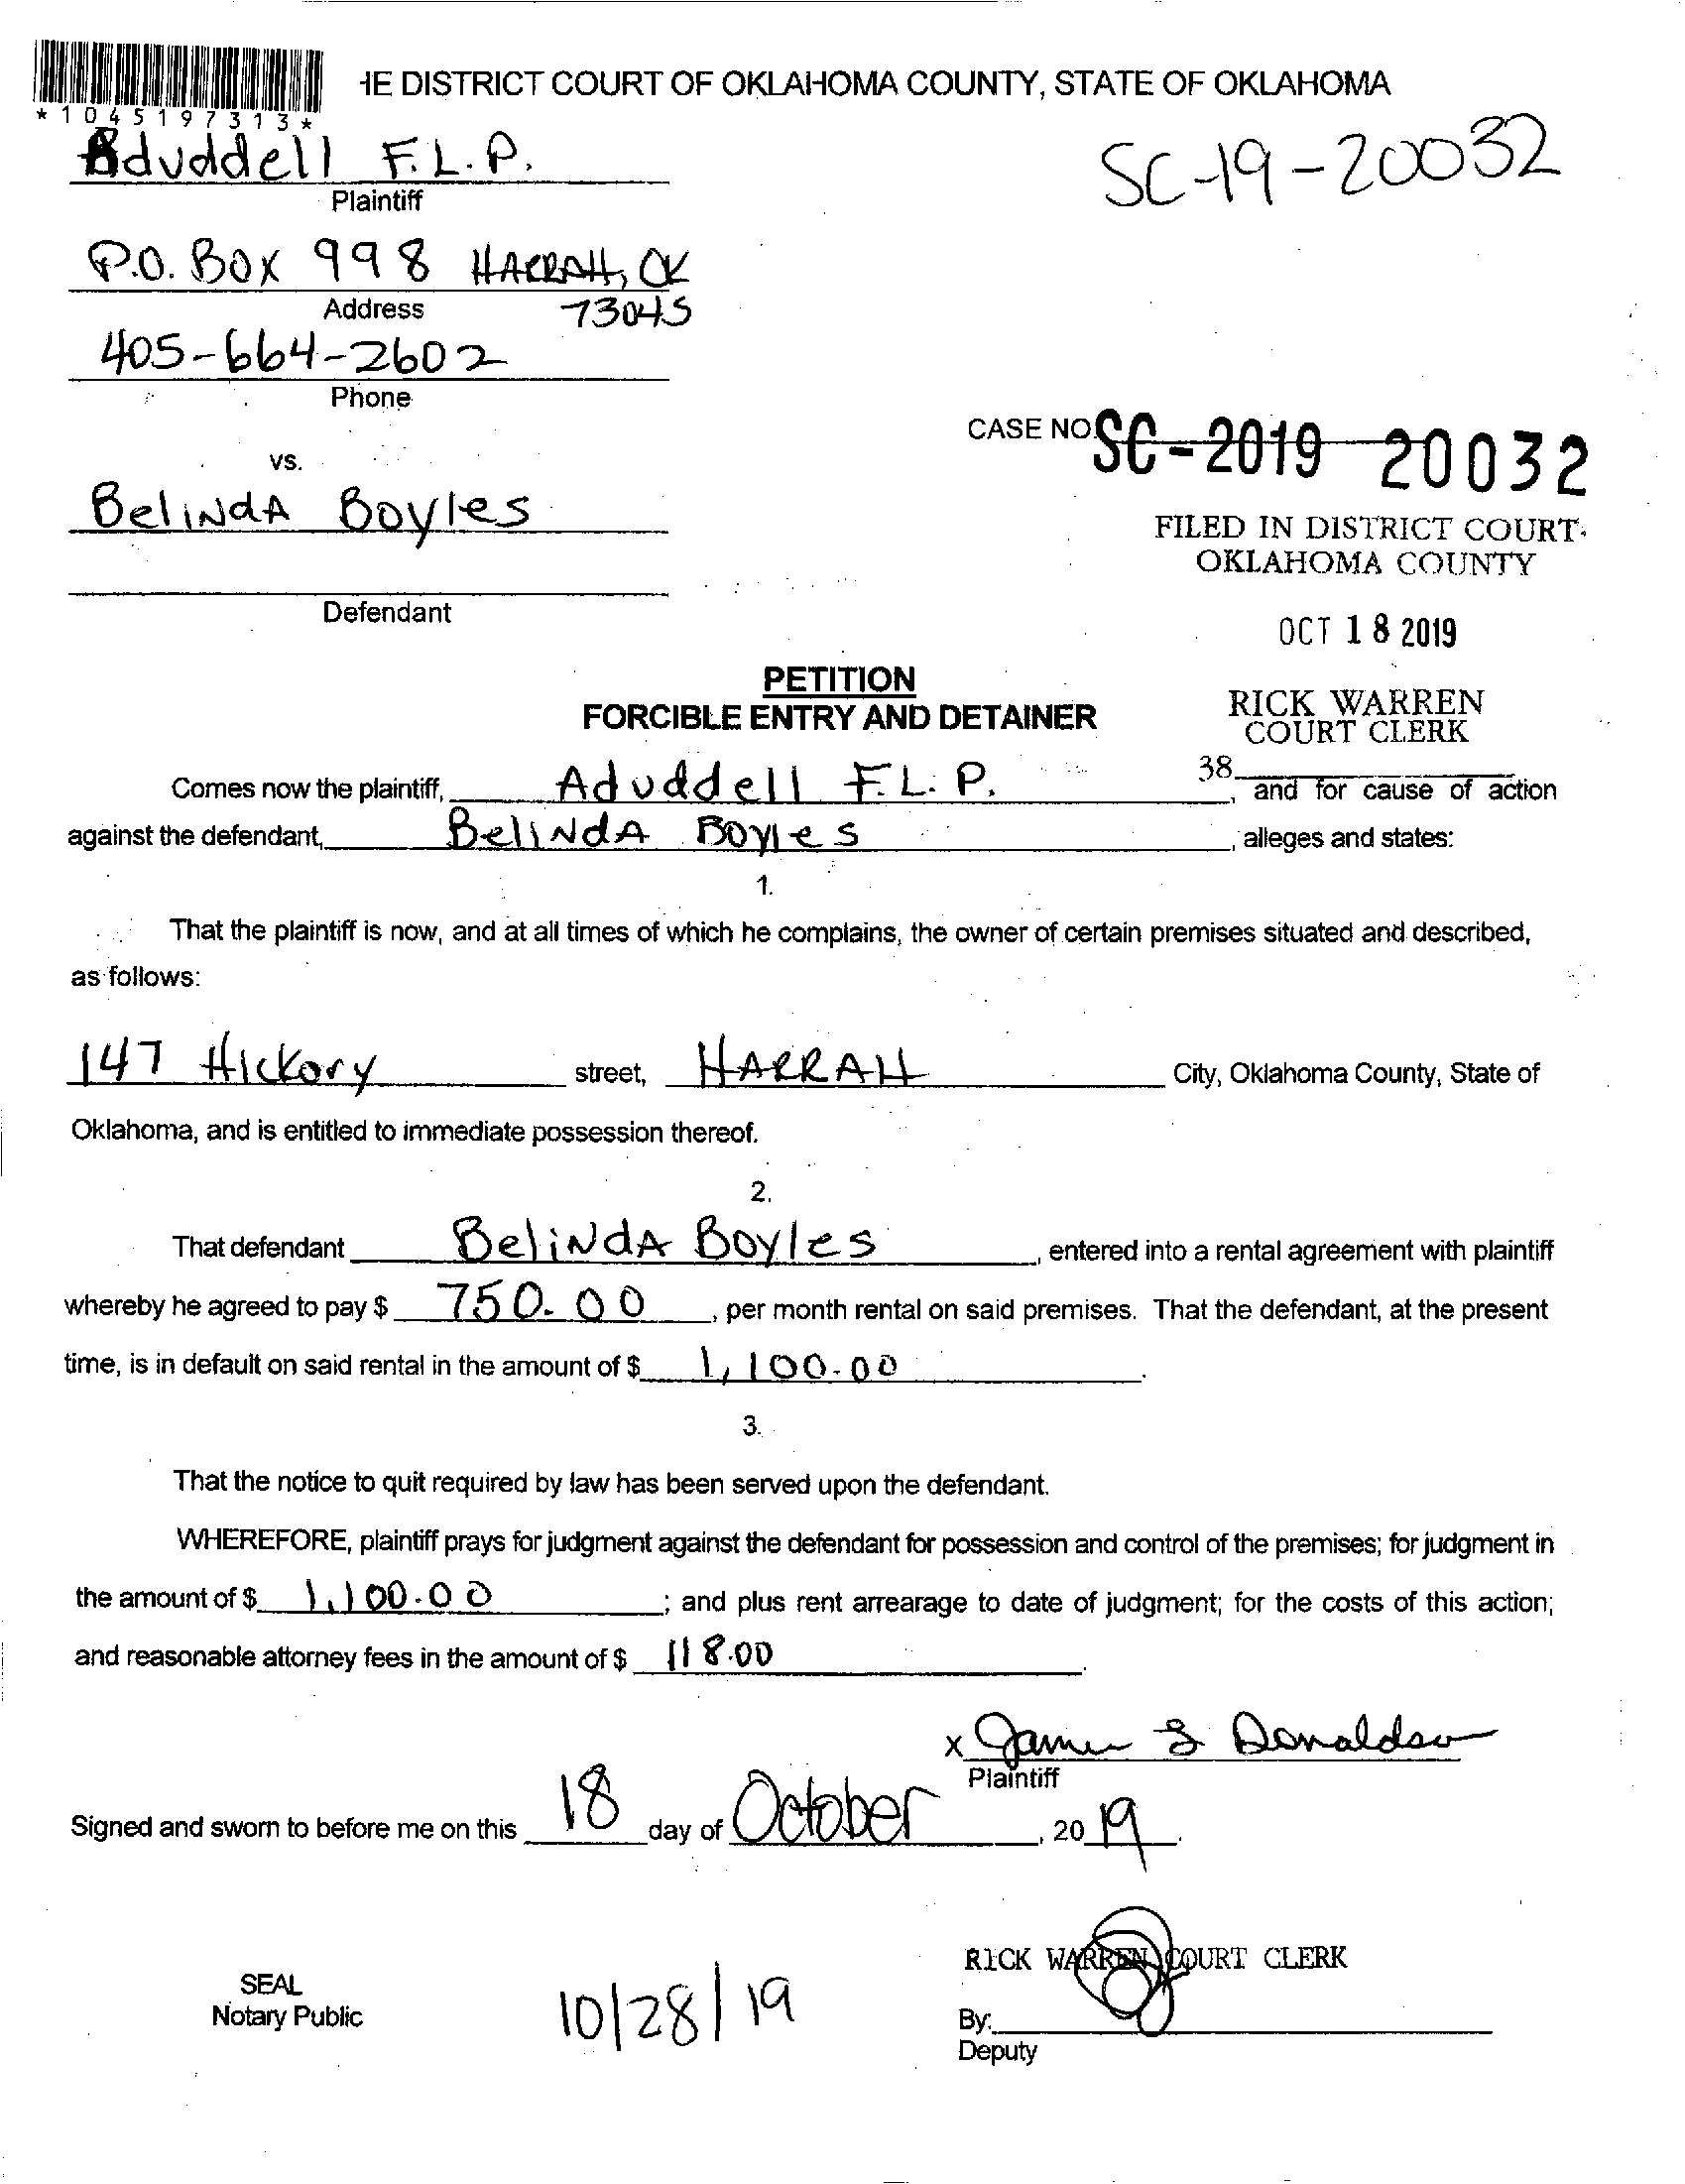 IE DISTRICT COURT OF OKLAHOMA COUNTY, STATE OF OKLAHOMA
*1045197313*
Aduddell F.L.P.
SC-19-20032
Plaintiff
P.O. BOX 998 HARRAH, OK
Address 73045
405-664-2602
Phone
CASE NO. SC-2019 20032
vs.
BeliNdA Boyles
FILED IN DISTRICT COURT
OKLAHOMA COUNTY
Defendant
OCT 18 2019
PETITION
FORCIBLE ENTRY AND DETAINER
RICK WARREN
COURT CLERK
38
Comes now the plaintiff, Aduddell F.L.P., and for cause of action
against the defendant, BeliNdA Boyles, alleges and states:
1.
That the plaintiff is now, and at all times of which he complains, the owner of certain premises situated and described,
as follows:
147 Hickory street, HARRAH City, Oklahoma County, State of
Oklahoma, and is entitled to immediate possession thereof.
2.
That defendant BeliNdA Boyles, entered into a rental agreement with plaintiff
whereby he agreed to pay $ 750.00, per month rental on said premises. That the defendant, at the present
time, is in default on said rental in the amount of $ 1,100.00.
3.
That the notice to quit required by law has been served upon the defendant.
WHEREFORE, plaintiff prays for judgment against the defendant for possession and control of the premises; for judgment in
the amount of $ 1,100.00; and plus rent arrearage to date of judgment; for the costs of this action;
and reasonable attorney fees in the amount of $ 118.00.
x James Donaldson
Plaintiff
Signed and sworn to before me on this 18 day of October, 2019.
RICK WARREN COURT CLERK
SEAL
Notary Public
10/28/19
By:
Deputy